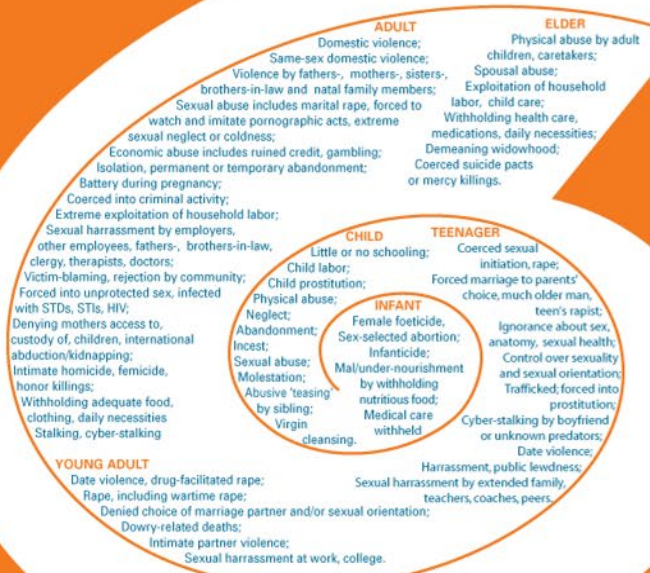 ADULT
Domestic violence;
Same-sex domestic violence;
Violence by fathers-, mothers-, sisters-,
brothers-in-law and natal family members;
Sexual abuse includes marital rape, forced to
watch and imitate pornographic acts, extreme
sexual neglect or coldness;
Economic abuse includes ruined credit, gambling;
Isolation, permanent or temporary abandonment;
Battery during pregnancy;
Coerced into criminal activity;
Extreme exploitation of household labor;
Sexual harassment by employers,
other employees, fathers-, brothers-in-law,
clergy, therapists, doctors;
Victim-blaming, rejection by community;
Forced into unprotected sex, infected
with STDs, STIs, HIV;
Denying mothers access to,
custody of, children, international
abduction/kidnapping;
Intimate homicide, femicide,
honor killings;
Withholding adequate food,
clothing, daily necessities
Stalking, cyber-stalking
ELDER
Physical abuse by adult
children, caretakers;
Spousal abuse;
Exploitation of household
labor, child care;
Withholding health care,
medications, daily necessities;
Demeaning widowhood;
Coerced suicide pacts
or mercy killings.
CHILD
Little or no schooling;
Child labor;
Child prostitution;
Physical abuse;
Neglect;
Abandonment;
Incest;
Sexual abuse;
Molestation;
Abusive 'teasing'
by sibling;
Virgin
cleansing.
INFANT
Female foeticide,
Sex-selected abortion;
Infanticide;
Mal/under-nourishment
by withholding
nutritious food;
Medical care
withheld
TEENAGER
Coerced sexual
initiation, rape;
Forced marriage to parents'
choice, much older man,
teen's rapist;
Ignorance about sex,
anatomy, sexual health;
Control over sexuality
and sexual orientation;
Trafficked; forced into
prostitution;
Cyber-stalking by boyfriend
or unknown predators;
Date violence;
Harrassment, public lewdness;
Sexual harassment by extended family,
teachers, coaches, peers.
YOUNG ADULT
Date violence, drug-facilitated rape;
Rape, including wartime rape;
Denied choice of marriage partner and/or sexual orientation;
Dowry-related deaths;
Intimate partner violence;
Sexual harrassment at work, college.